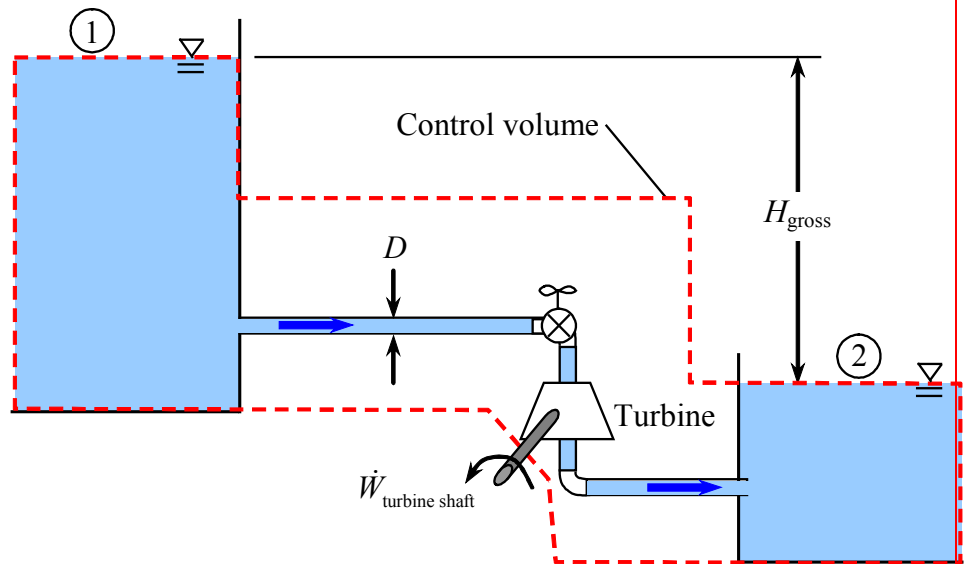 1
Control volume
H_gross
D
2
Turbine
Ẇ_turbine shaft